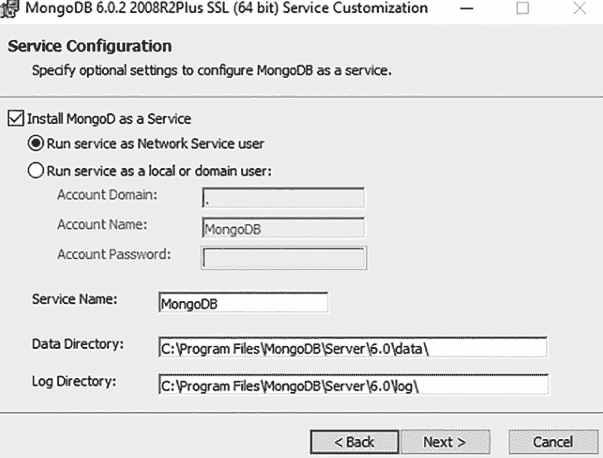 MongoDB 6.0.2 2008R2Plus SSL (64 bit) Service Customization
Service Configuration
Specify optional settings to configure MongoDB as a service.
Install MongoD as a Service
Run service as Network Service user
Run service as a local or domain user:
Account Domain: .
Account Name: MongoDB
Account Password:
Service Name: MongoDB
Data Directory: C:\Program Files\MongoDB\Server\6.0\data\
Log Directory: C:\Program Files\MongoDB\Server\6.0\log\
< Back Next > Cancel